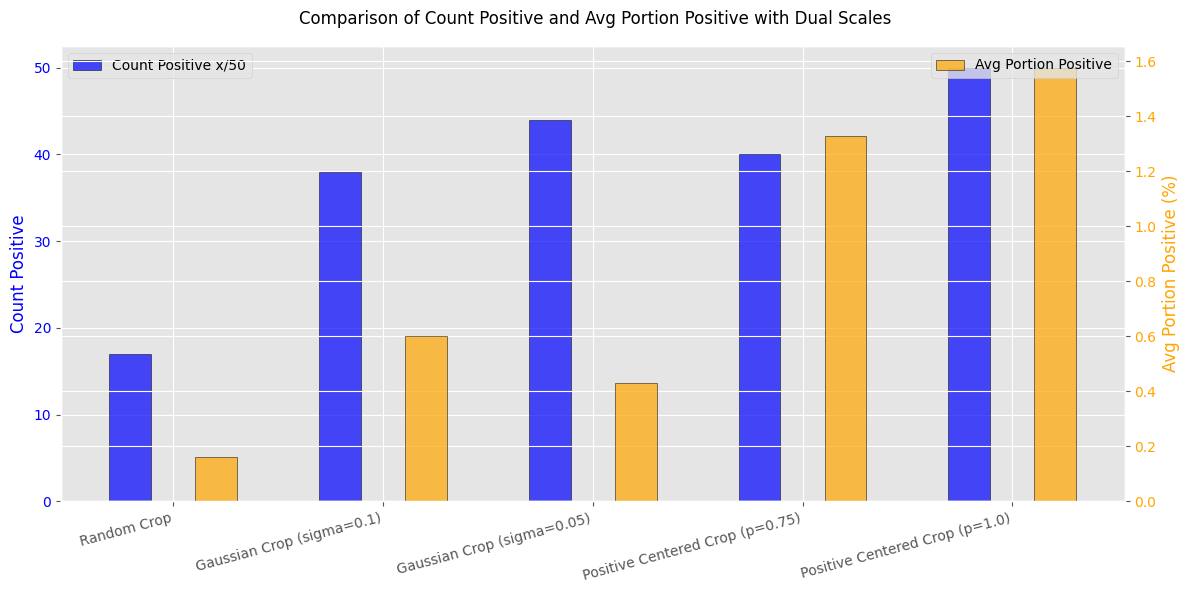 Comparison of Count Positive and Avg Portion Positive with Dual Scales
Count Positive x/50
Avg Portion Positive
50
40
30
20
10
0
Count Positive
1.6
1.4
1.2
1.0
0.8
0.6
0.4
0.2
0.0
Avg Portion Positive (%)
Random Crop
Gaussian Crop (sigma=0.1)
Gaussian Crop (sigma=0.05)
Positive Centered Crop (p=0.75)
Positive Centered Crop (p=1.0)